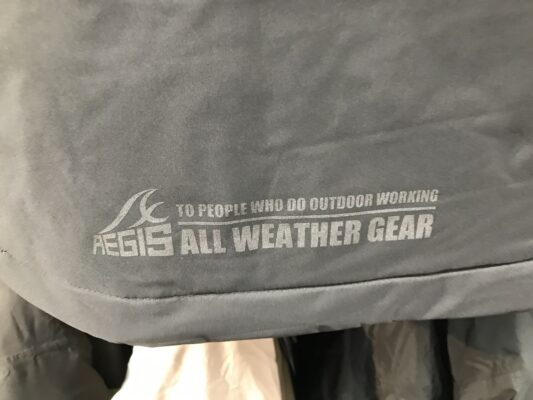 AEGIS
TO PEOPLE WHO DO OUTDOOR WORKING
ALL WEATHER GEAR